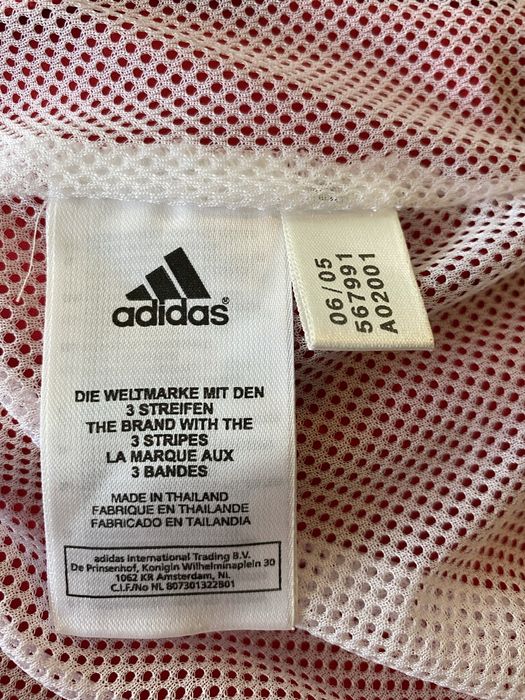 adidas®
DIE WELTMARKE MIT DEN
3 STREIFEN
THE BRAND WITH THE
3 STRIPES
LA MARQUE AUX
3 BANDES
MADE IN THAILAND
FABRIQUE EN THAILANDE
FABRICADO EN TAILANDIA
adidas International Trading B.V.
De Prinsenhof, Konigin Wilhelminaplein 30
1062 KR Amsterdam, NL
C.I.F./No NL 807301322B01
06/05
567991
A02001